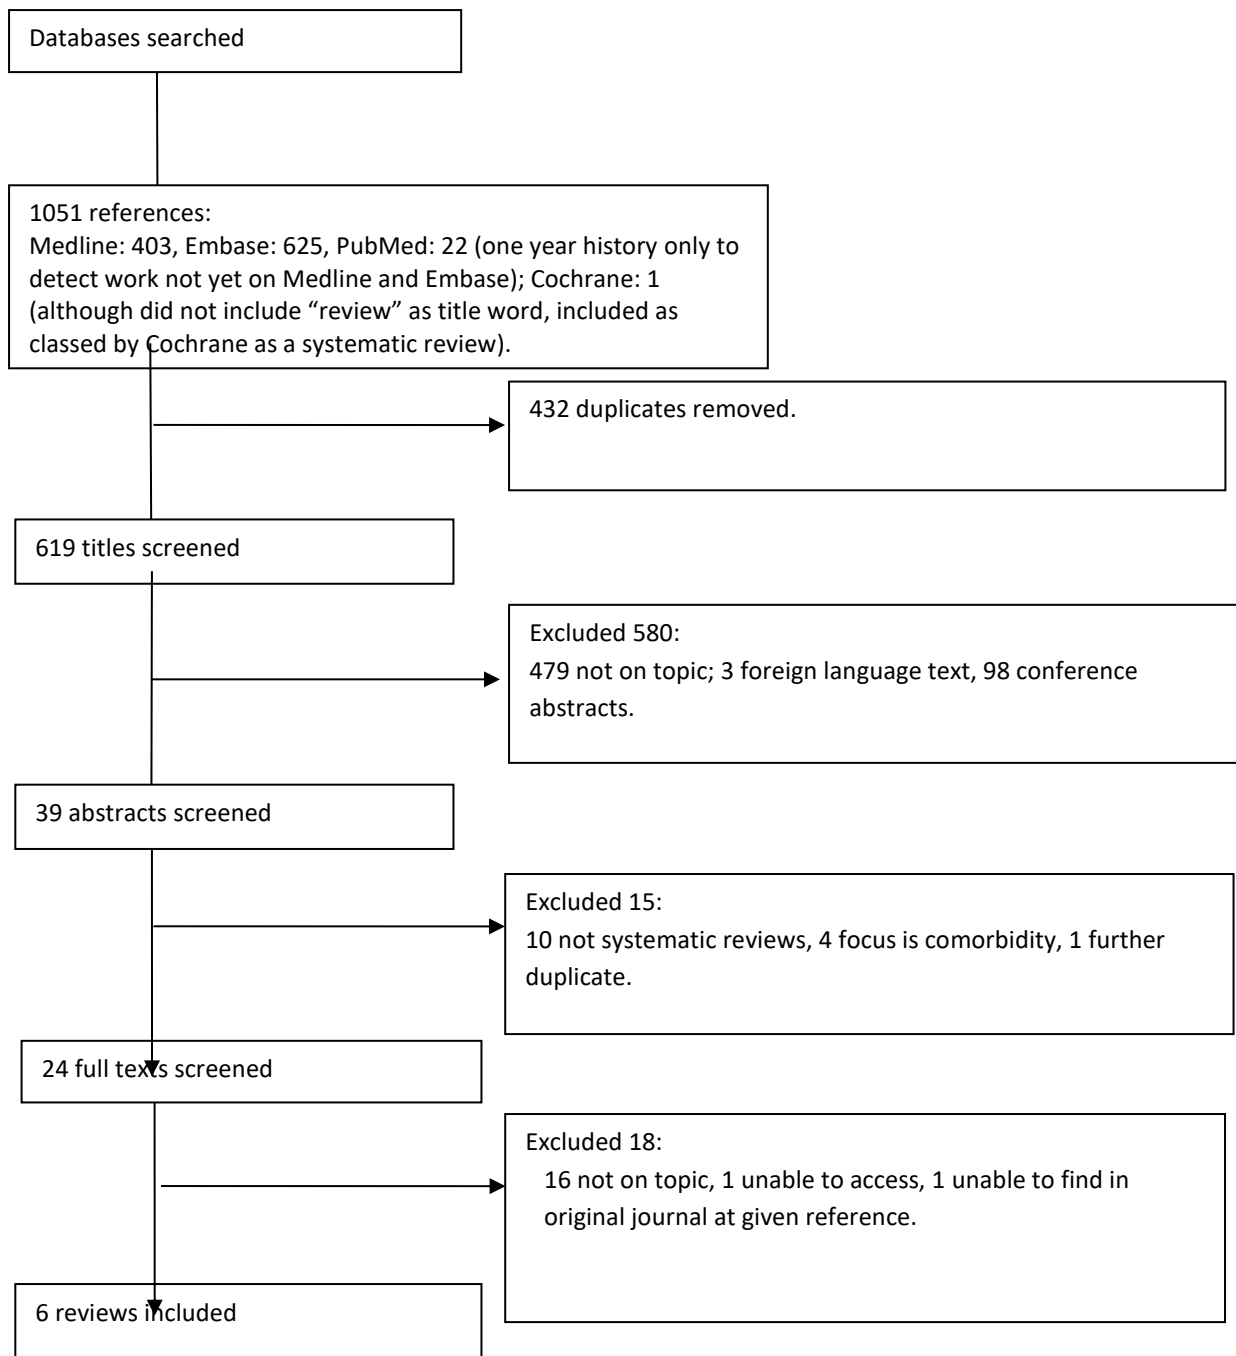 Databases searched
1051 references:
Medline: 403, Embase: 625, PubMed: 22 (one year history only to
detect work not yet on Medline and Embase); Cochrane: 1
(although did not include “review” as title word, included as
classed by Cochrane as a systematic review).
432 duplicates removed.
619 titles screened
Excluded 580:
479 not on topic; 3 foreign language text, 98 conference
abstracts.
39 abstracts screened
Excluded 15:
10 not systematic reviews, 4 focus is comorbidity, 1 further
duplicate.
24 full texts screened
Excluded 18:
16 not on topic, 1 unable to access, 1 unable to find in
original journal at given reference.
6 reviews included